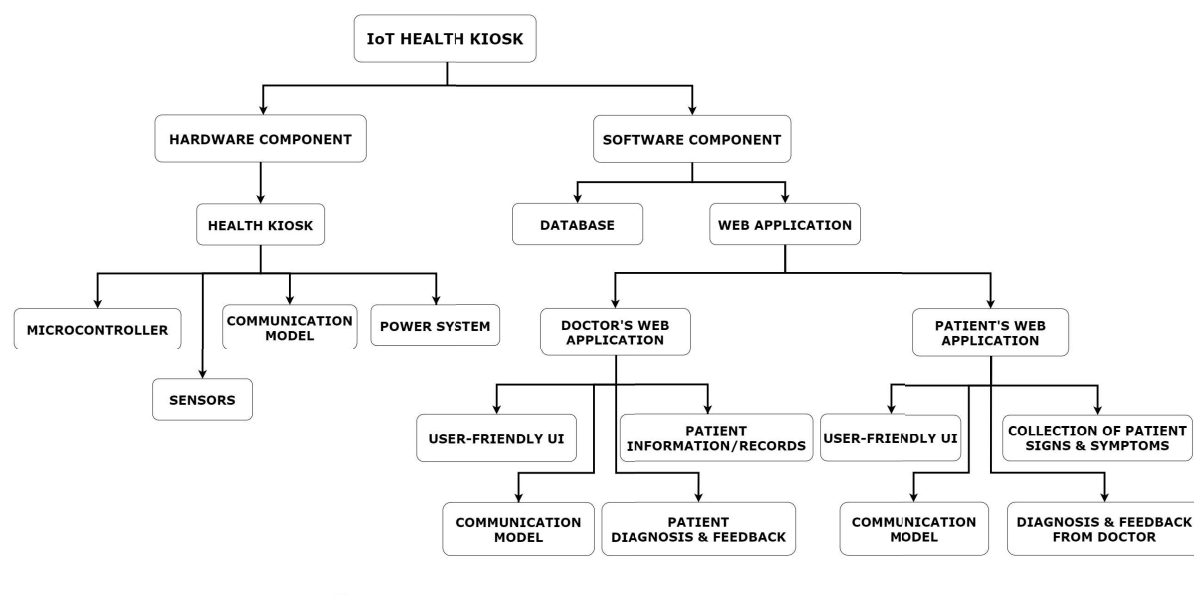 IoT HEALTH KIOSK
HARDWARE COMPONENT
SOFTWARE COMPONENT
HEALTH KIOSK
DATABASE
WEB APPLICATION
MICROCONTROLLER
COMMUNICATION
MODEL
POWER SYSTEM
DOCTOR'S WEB
APPLICATION
PATIENT'S WEB
APPLICATION
SENSORS
USER-FRIENDLY UI
PATIENT
INFORMATION/RECORDS
USER-FRIENDLY UI
COLLECTION OF PATIENT
SIGNS & SYMPTOMS
COMMUNICATION
MODEL
PATIENT
DIAGNOSIS & FEEDBACK
COMMUNICATION
MODEL
DIAGNOSIS & FEEDBACK
FROM DOCTOR